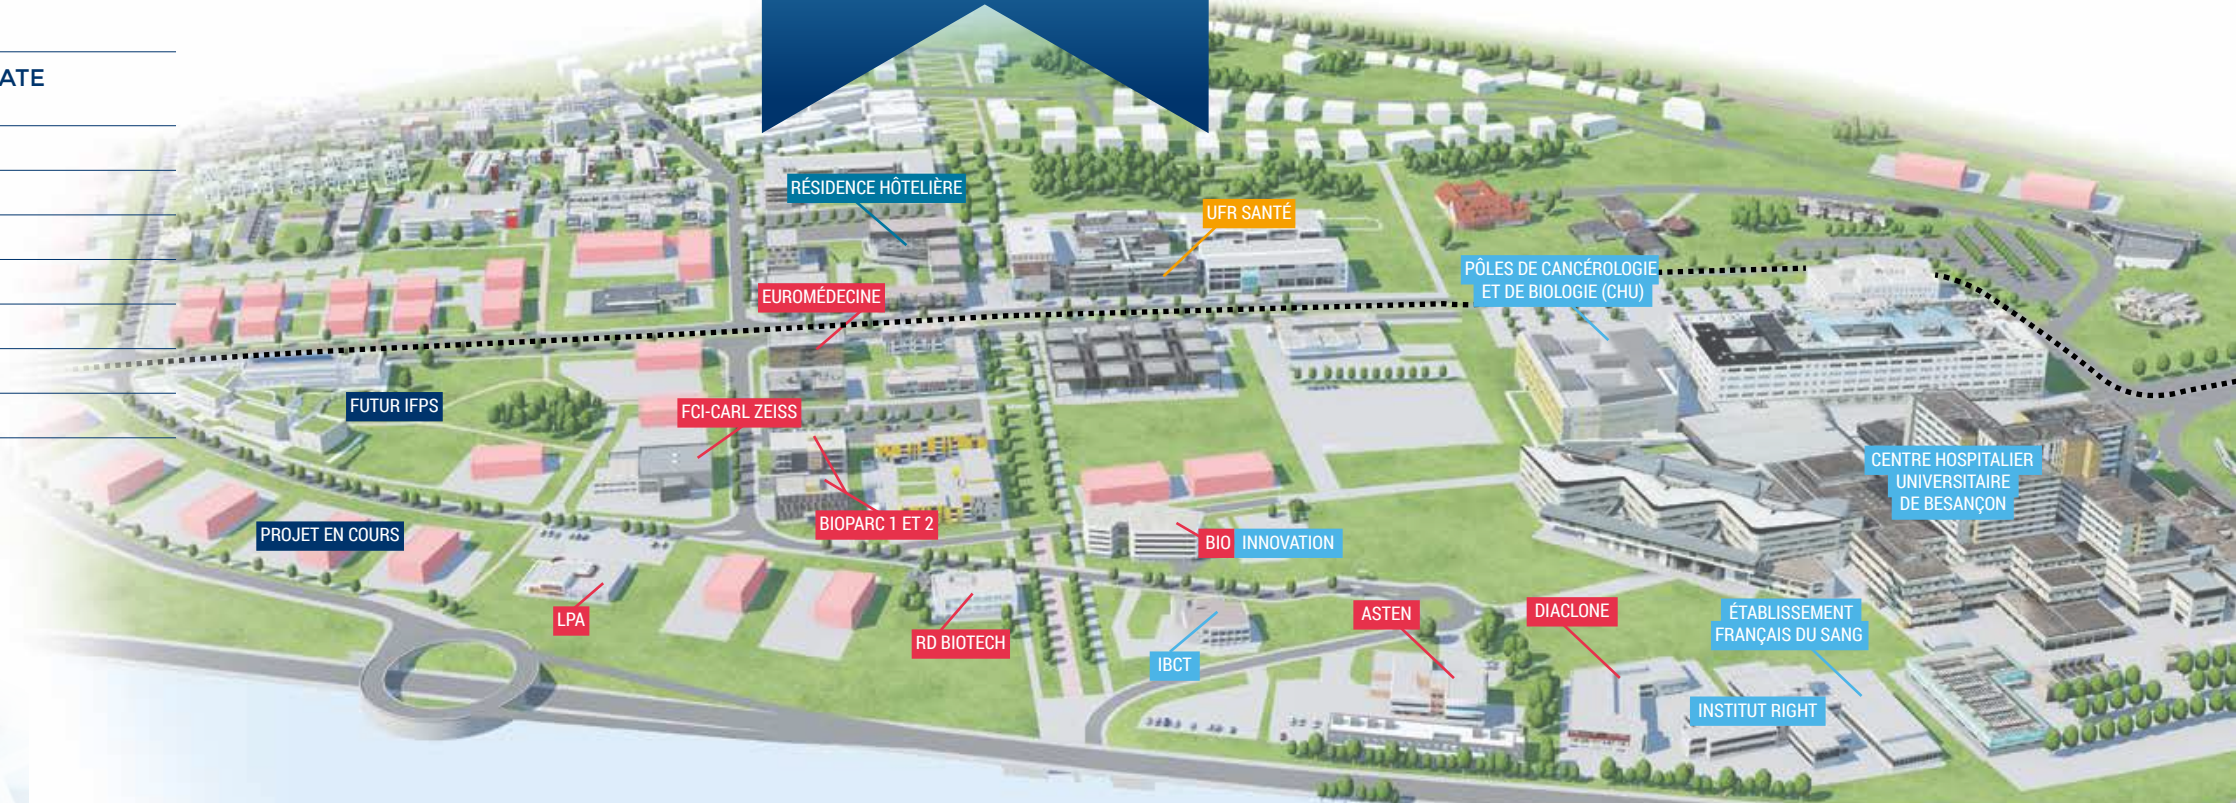 ATE
RÉSIDENCE HÔTELIÈRE
UFR SANTÉ
PÔLES DE CANCÉROLOGIE
ET DE BIOLOGIE (CHU)
EUROMÉDECINE
FUTUR IFPS
FCI-CARL ZEISS
CENTRE HOSPITALIER
UNIVERSITAIRE
DE BESANÇON
BIOPARC 1 ET 2
PROJET EN COURS
BIO INNOVATION
LPA
RD BIOTECH
IBCT
ASTEN
DIACLONE
ÉTABLISSEMENT
FRANÇAIS DU SANG
INSTITUT RIGHT